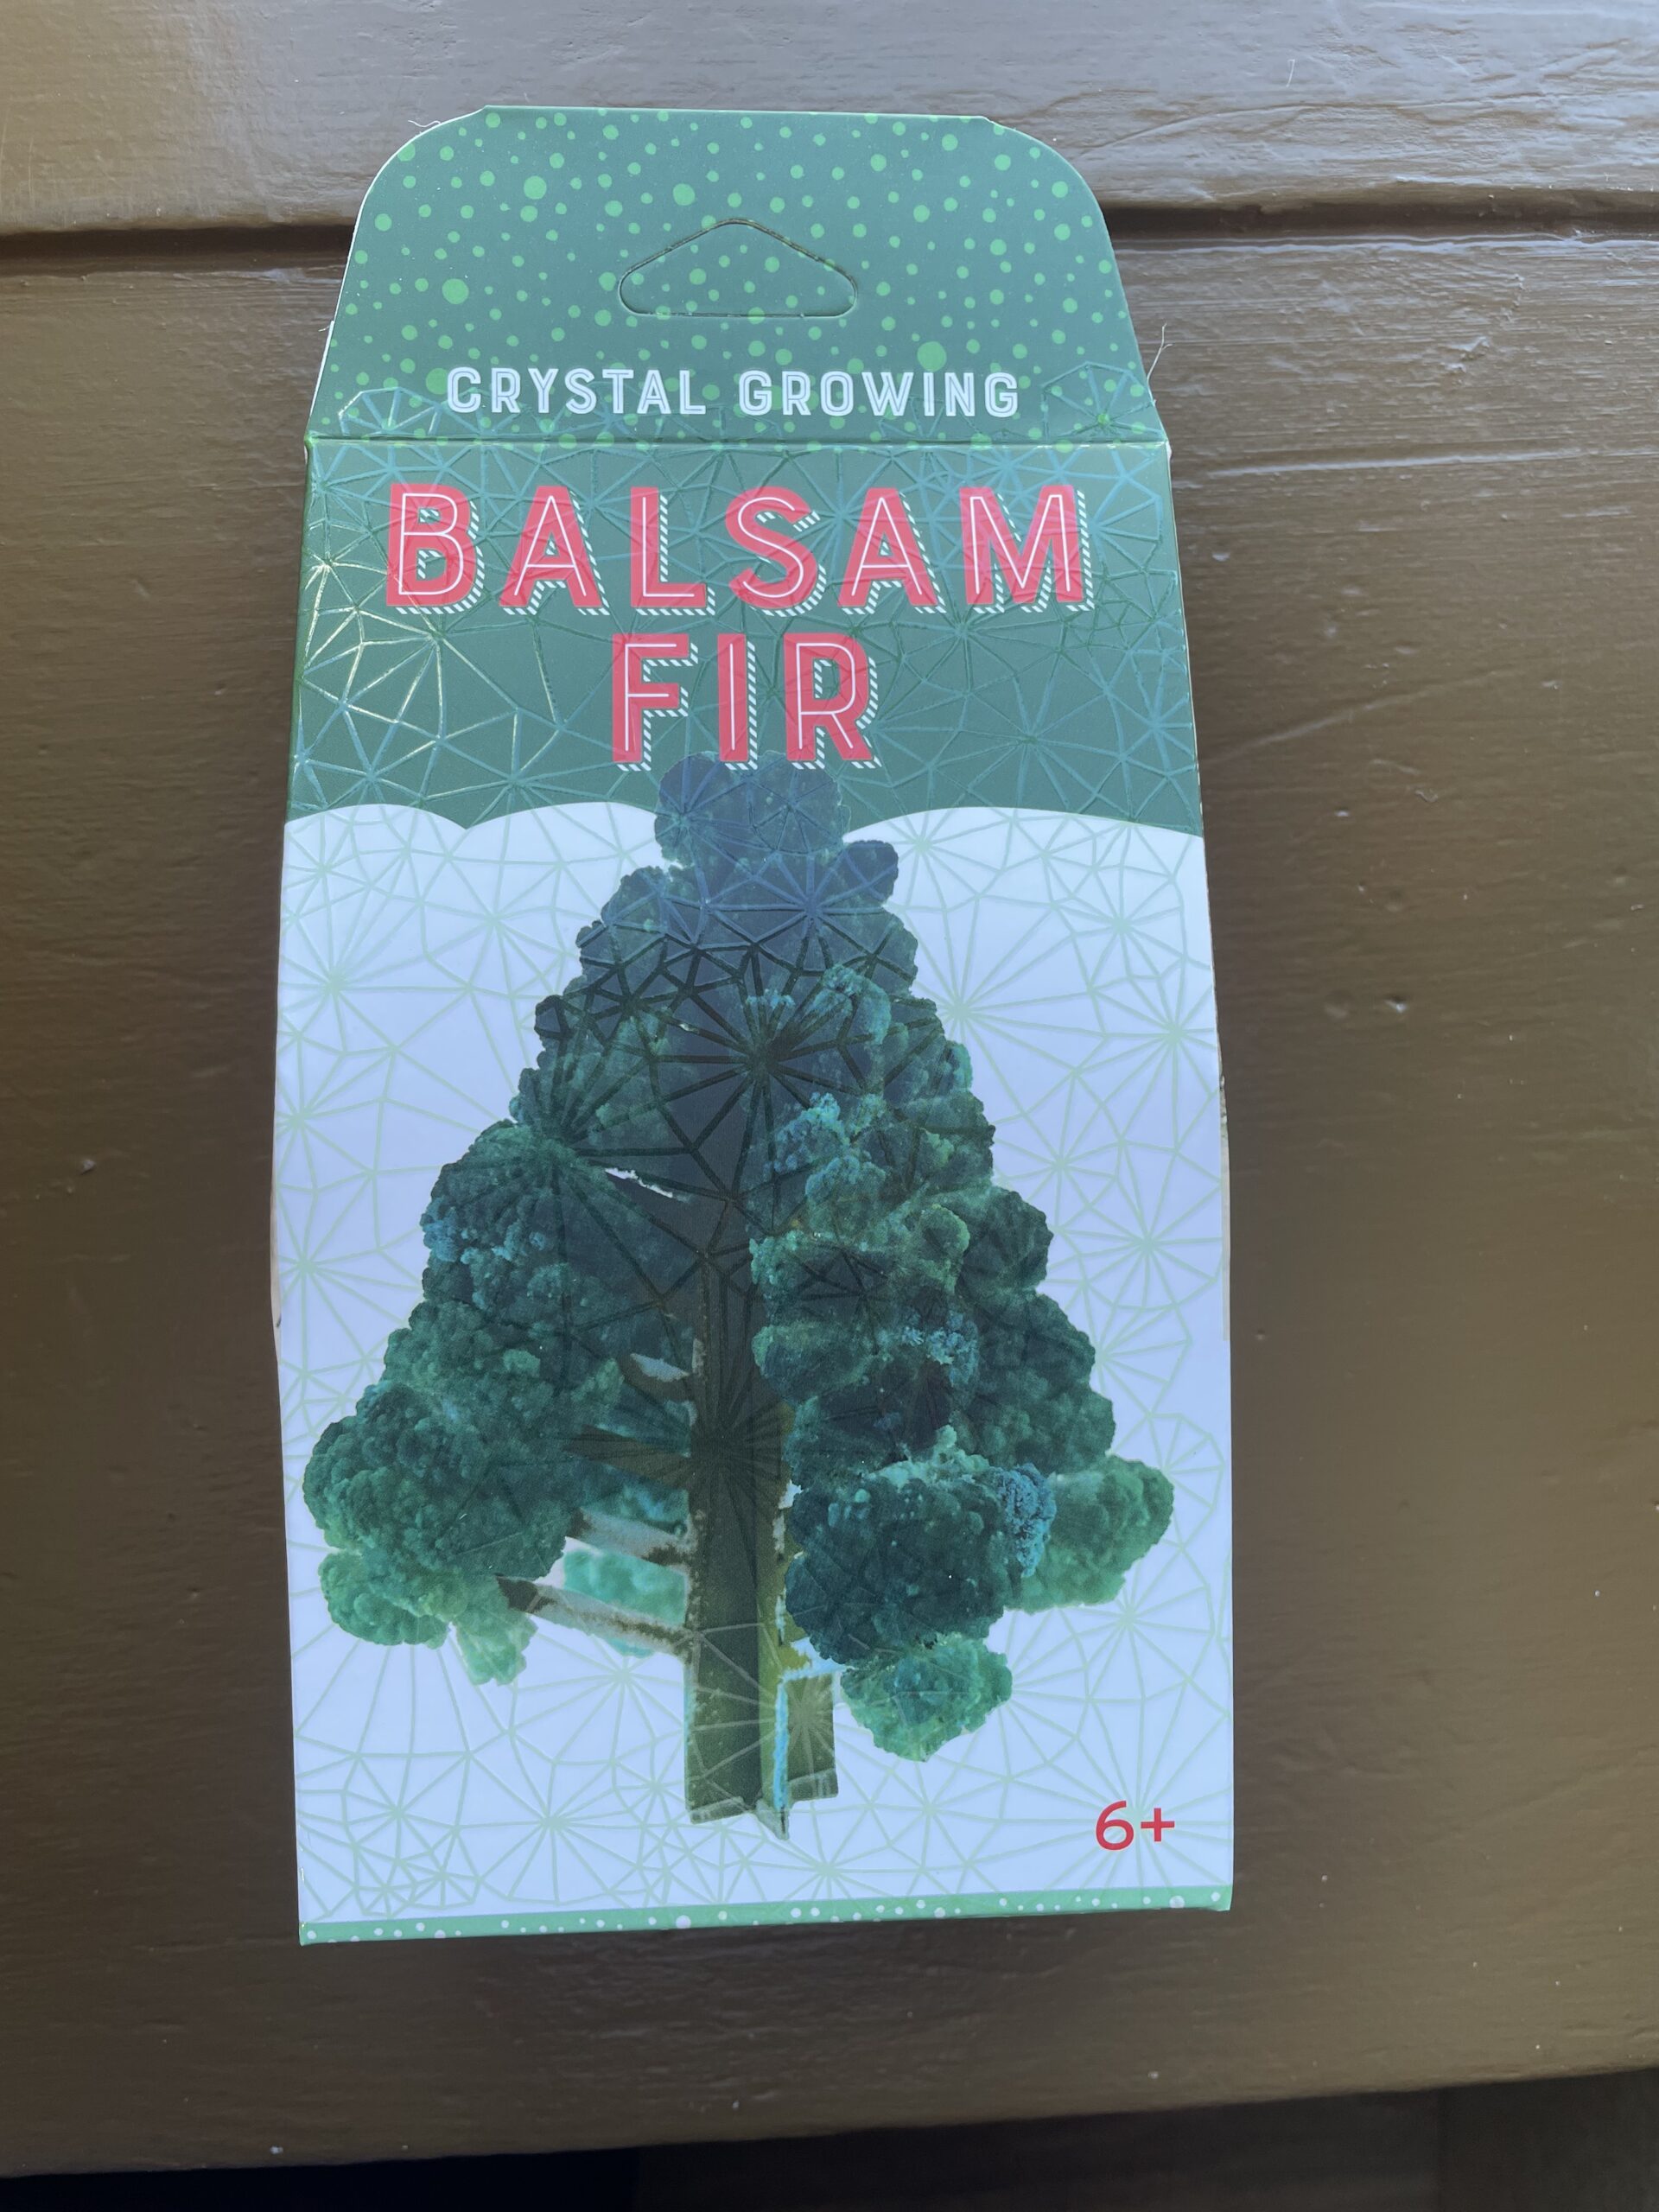 CRYSTAL GROWING
BALSAM
FIR
6+